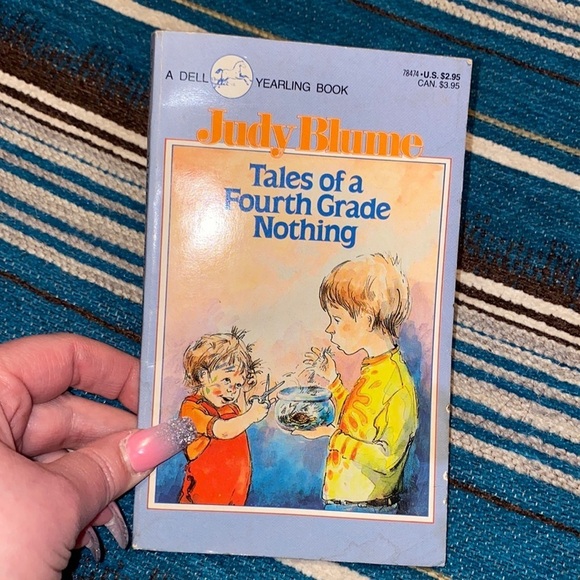 A DELL YEARLING BOOK
78474 • U.S. $2.95
CAN. $3.95
Judy Blume
Tales of a
Fourth Grade
Nothing